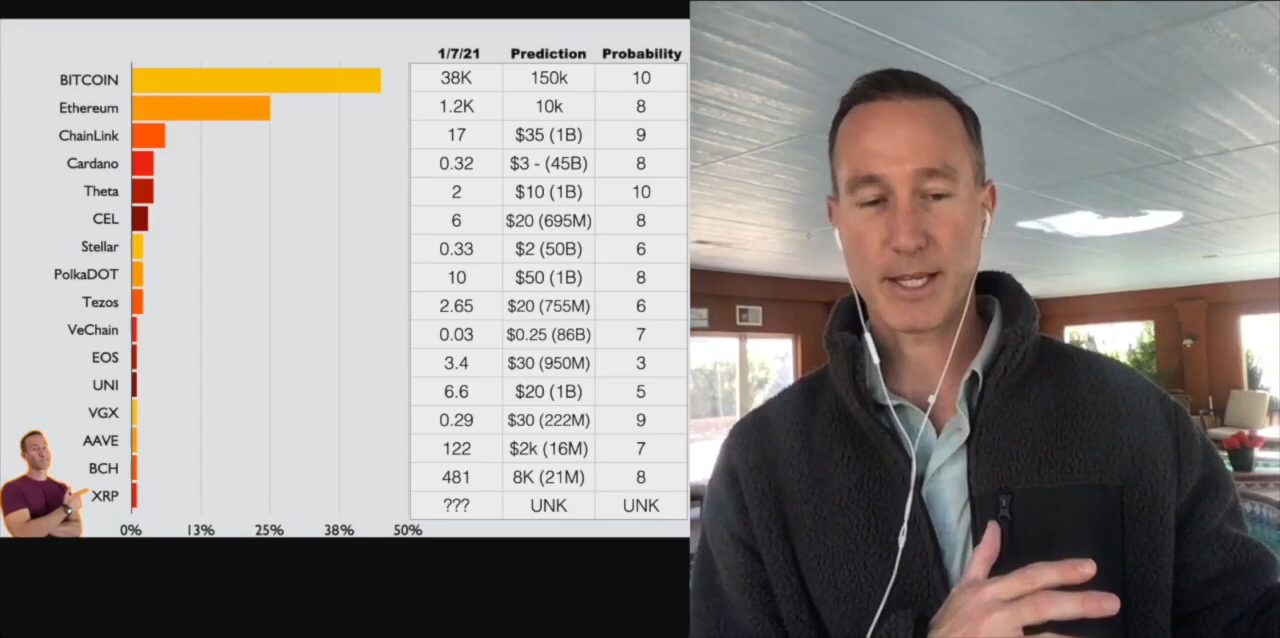 1/7/21 Prediction Probability
BITCOIN 38K 150k 10
Ethereum 1.2K 10k 8
ChainLink 17 $35 (1B) 9
Cardano 0.32 $3 - (45B) 8
Theta 2 $10 (1B) 10
CEL 6 $20 (695M) 8
Stellar 0.33 $2 (50B) 6
PolkaDOT 10 $50 (1B) 8
Tezos 2.65 $20 (755M) 6
VeChain 0.03 $0.25 (86B) 7
EOS 3.4 $30 (950M) 3
UNI 6.6 $20 (1B) 5
VGX 0.29 $30 (222M) 9
AAVE 122 $2k (16M) 7
BCH 481 8K (21M) 8
XRP ??? UNK UNK
0% 13% 25% 38% 50%